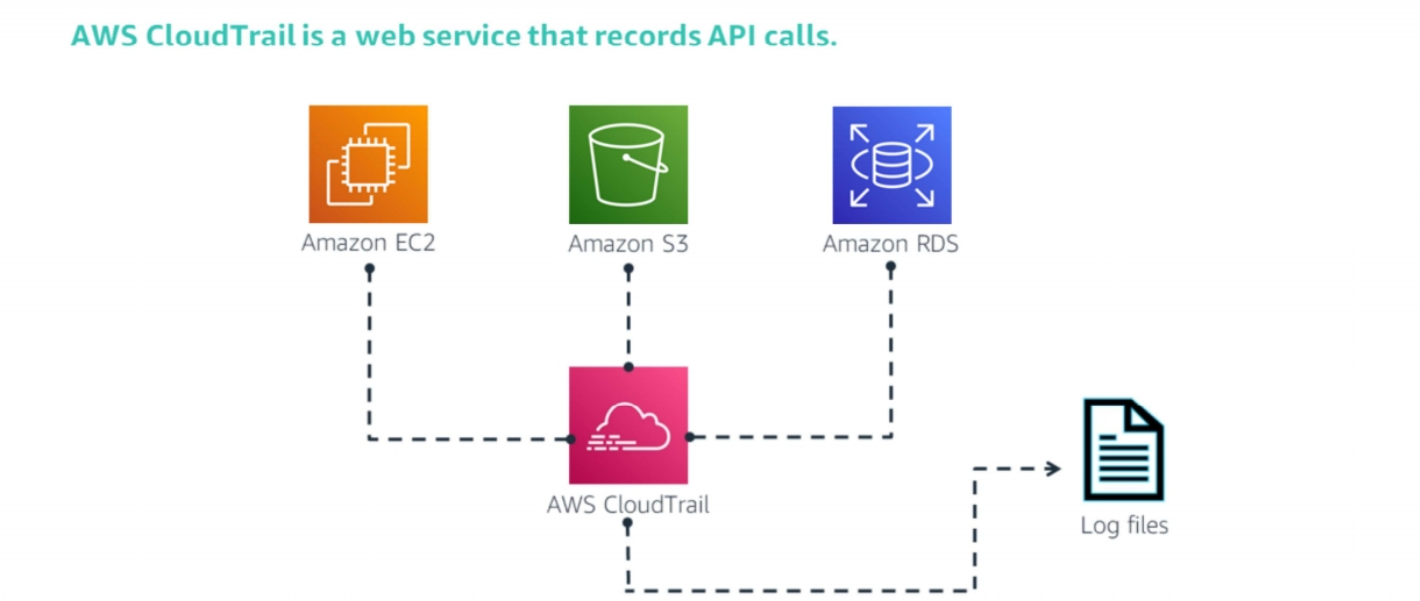 AWS CloudTrail is a web service that records API calls.
Amazon EC2
Amazon S3
Amazon RDS
AWS CloudTrail
Log files